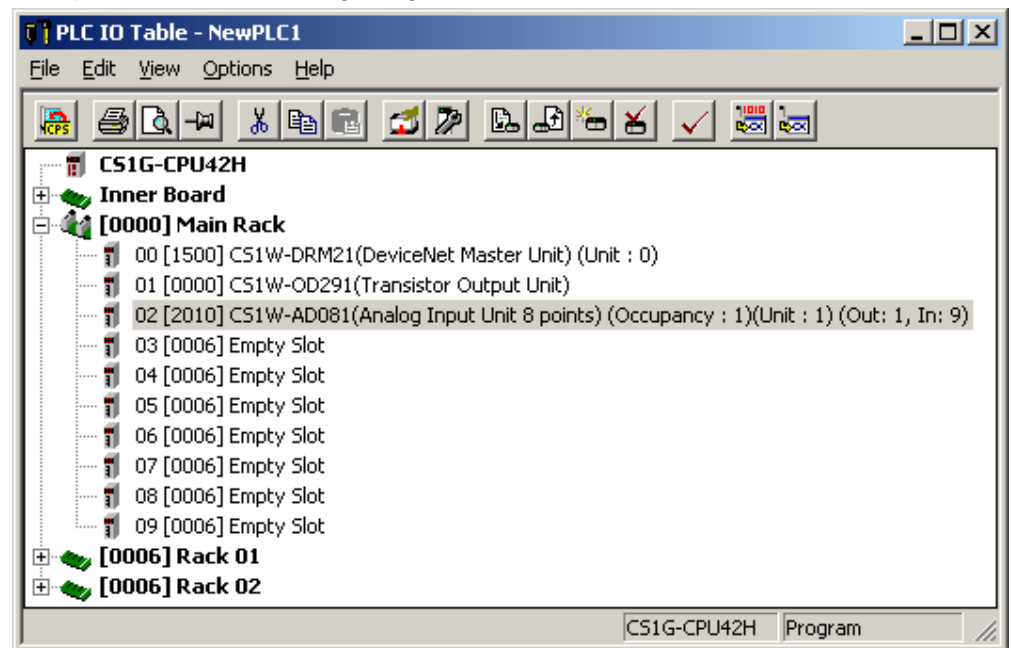 PLC IO Table - NewPLC1
File Edit View Options Help
CPS 1010
CS1G-CPU42H
Inner Board
[0000] Main Rack
00 [1500] CS1W-DRM21(DeviceNet Master Unit) (Unit : 0)
01 [0000] CS1W-OD291(Transistor Output Unit)
02 [2010] CS1W-AD081(Analog Input Unit 8 points) (Occupancy : 1)(Unit : 1) (Out: 1, In: 9)
03 [0006] Empty Slot
04 [0006] Empty Slot
05 [0006] Empty Slot
06 [0006] Empty Slot
07 [0006] Empty Slot
08 [0006] Empty Slot
09 [0006] Empty Slot
[0006] Rack 01
[0006] Rack 02
CS1G-CPU42H Program